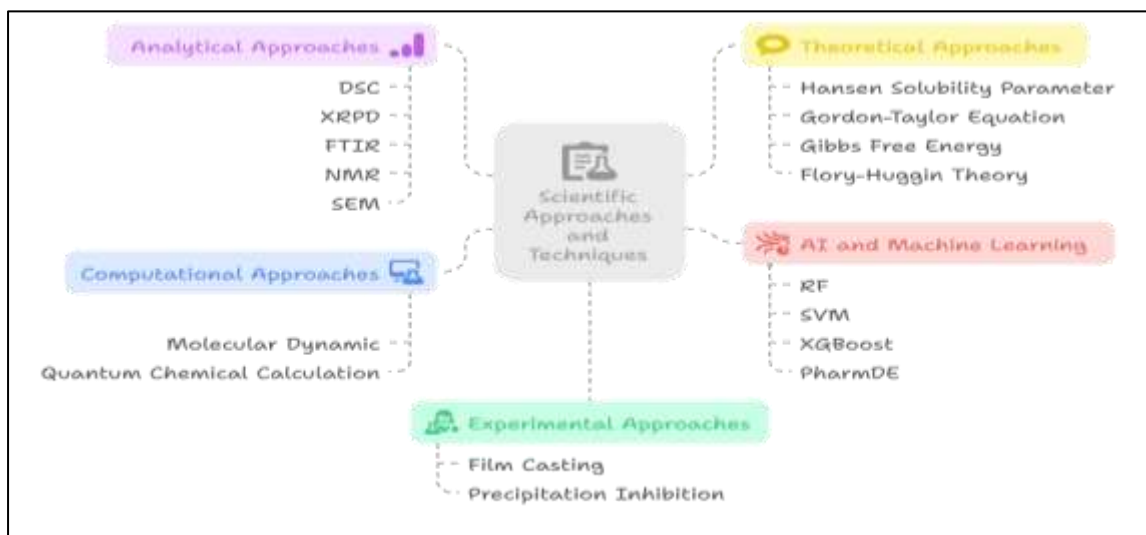 Analytical Approaches
DSC
XRPD
FTIR
NMR
SEM
Computational Approaches
Molecular Dynamic
Quantum Chemical Calculation
Scientific
Approaches
and
Techniques
Theoretical Approaches
Hansen Solubility Parameter
Gordon-Taylor Equation
Gibbs Free Energy
Flory-Huggin Theory
AI and Machine Learning
RF
SVM
XGBoost
PharmDE
Experimental Approaches
Film Casting
Precipitation Inhibition